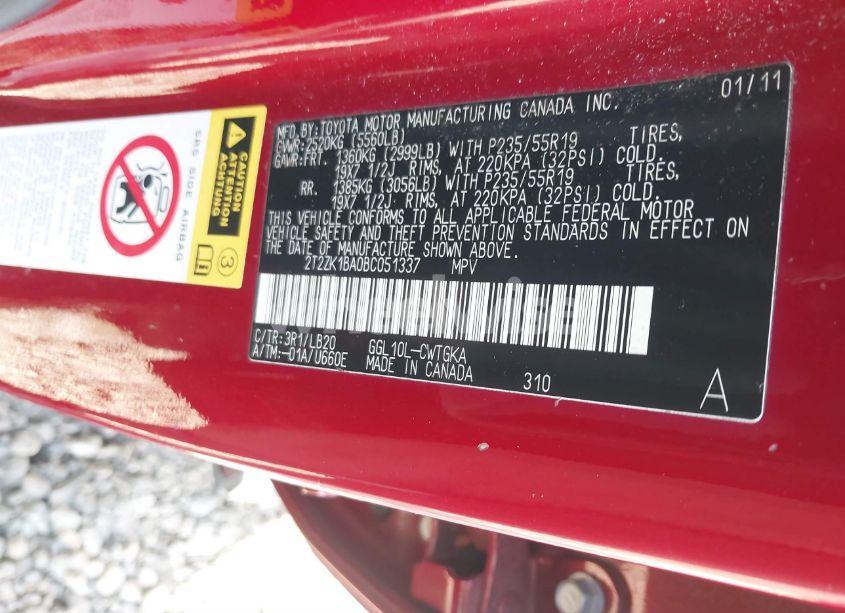 MFD. BY: TOYOTA MOTOR MANUFACTURING CANADA INC. 01/11
GVWR: 2520KG (5560LB)
GAWR: FRT. 1360KG (2999LB) WITH P235/55R19 TIRES,
19X7 1/2J RIMS, AT 220KPA (32PSI) COLD.
RR. 1385KG (3056LB) WITH P235/55R19 TIRES,
19X7 1/2J RIMS, AT 220KPA (32PSI) COLD.
THIS VEHICLE CONFORMS TO ALL APPLICABLE FEDERAL MOTOR
VEHICLE SAFETY AND THEFT PREVENTION STANDARDS IN EFFECT ON
THE DATE OF MANUFACTURE SHOWN ABOVE.
2T2ZK1BA0BC051337 MPV
C/TR: 3R1/LB20 GGL10L-CWTGKA
A/TM: -01A/U660E MADE IN CANADA 310 A
CAUTION
ATTENTION
ACHTUNG
SRS SIDE AIRBAG
3